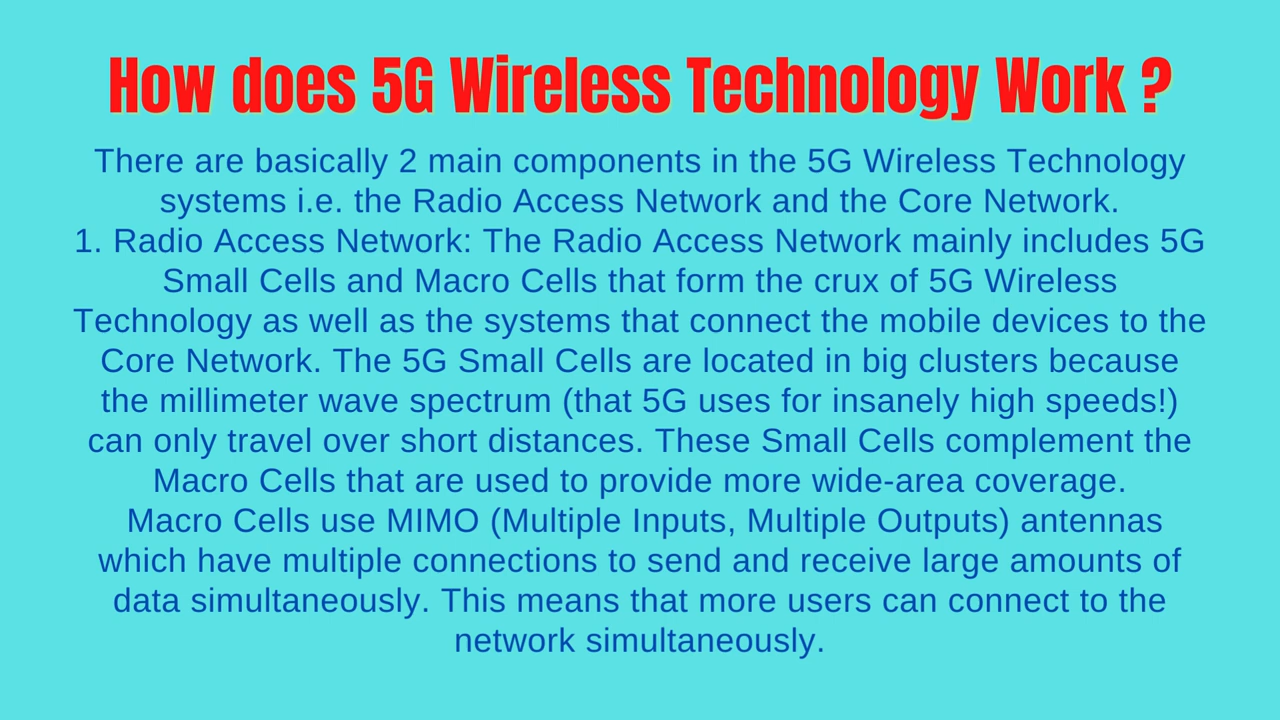 How does 5G Wireless Technology Work ?
There are basically 2 main components in the 5G Wireless Technology
systems i.e. the Radio Access Network and the Core Network.
1. Radio Access Network: The Radio Access Network mainly includes 5G
Small Cells and Macro Cells that form the crux of 5G Wireless
Technology as well as the systems that connect the mobile devices to the
Core Network. The 5G Small Cells are located in big clusters because
the millimeter wave spectrum (that 5G uses for insanely high speeds!)
can only travel over short distances. These Small Cells complement the
Macro Cells that are used to provide more wide-area coverage.
Macro Cells use MIMO (Multiple Inputs, Multiple Outputs) antennas
which have multiple connections to send and receive large amounts of
data simultaneously. This means that more users can connect to the
network simultaneously.